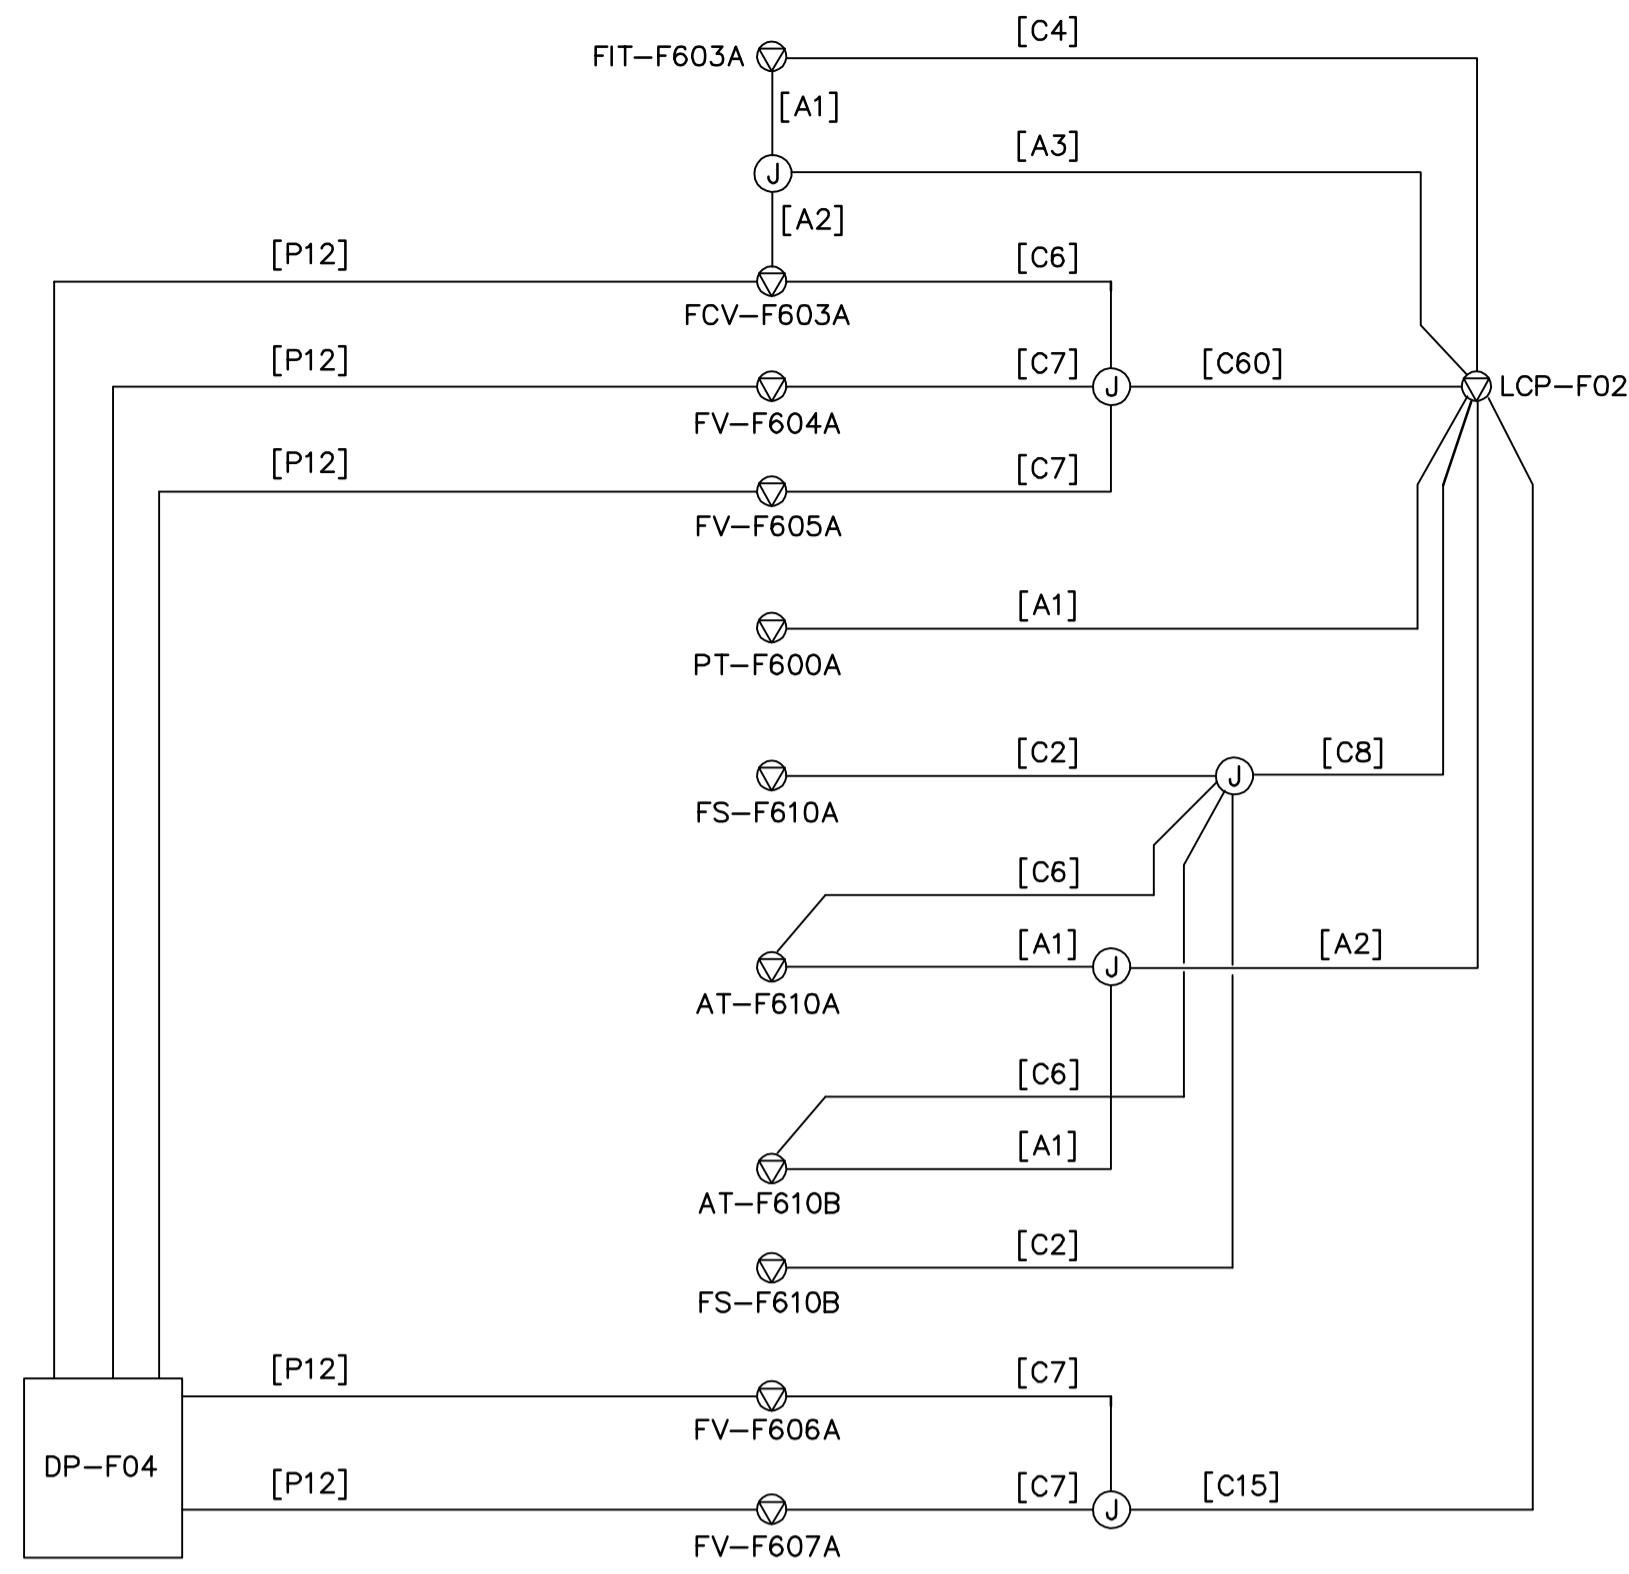 [C4]
FIT-F603A
[A1]
[A3]
J
[A2]
[P12]
[C6]
FCV-F603A
[P12]
[C7]
[C60]
J
LCP-F02
FV-F604A
[P12]
[C7]
FV-F605A
[A1]
PT-F600A
[C2]
[C8]
J
FS-F610A
[C6]
[A1]
[A2]
J
AT-F610A
[C6]
[A1]
AT-F610B
[C2]
FS-F610B
[P12]
[C7]
FV-F606A
DP-F04
[P12]
[C7]
[C15]
J
FV-F607A